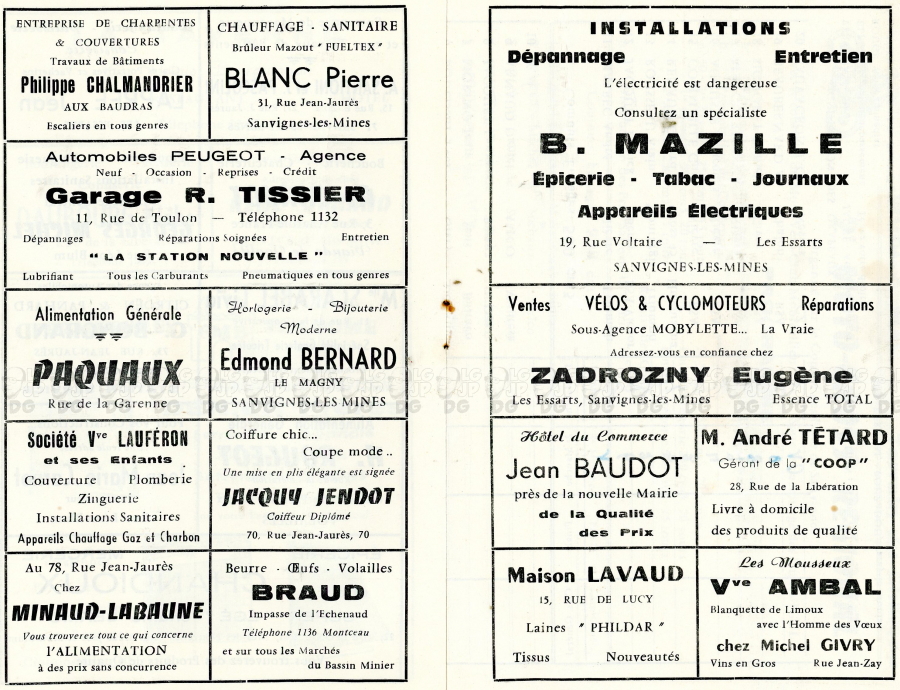 ENTREPRISE DE CHARPENTES
& COUVERTURES
Travaux de Bâtiments
Philippe CHALMANDRIER
AUX BAUDRAS
Escaliers en tous genres
CHAUFFAGE - SANITAIRE
Brûleur Mazout " FUELTEX "
BLANC Pierre
31, Rue Jean-Jaurès
Sanvignes-les-Mines
Automobiles PEUGEOT - Agence
Neuf - Occasion - Reprises - Crédit
Garage R. TISSIER
11, Rue de Toulon — Téléphone 1132
Dépannages Réparations Soignées Entretien
" LA STATION NOUVELLE "
Lubrifiant Tous les Carburants Pneumatiques en tous genres
Alimentation Générale
PAQUAUX
Rue de la Garenne
Horlogerie - Bijouterie
Moderne
Edmond BERNARD
LE MAGNY
SANVIGNES-LES MINES
Société Vve LAUFÉRON
et ses Enfants
Couverture Plomberie
Zinguerie
Installations Sanitaires
Appareils Chauffage Gaz et Charbon
Coiffure chic...
Coupe mode ..
Une mise en plis élégante est signée
JACQUY JENDOT
Coiffeur Diplômé
70, Rue Jean-Jaurès, 70
Au 78, Rue Jean-Jaurès
Chez
MINAUD-LABAUNE
Vous trouverez tout ce qui concerne
l'ALIMENTATION
à des prix sans concurrence
Beurre - Œufs - Volailles
BRAUD
Impasse de l'Echenaud
Téléphone 1136 Montceau
et sur tous les Marchés
du Bassin Minier
INSTALLATIONS
Dépannage Entretien
L'électricité est dangereuse
Consultez un spécialiste
B. MAZILLE
Épicerie - Tabac - Journaux
Appareils Électriques
19, Rue Voltaire — Les Essarts
SANVIGNES-LES-MINES
Ventes VÉLOS & CYCLOMOTEURS Réparations
Sous-Agence MOBYLETTE... La Vraie
Adressez-vous en confiance chez
ZADROZNY Eugène
Les Essarts, Sanvignes-les-Mines Essence TOTAL
Hôtel du Commerce
Jean BAUDOT
près de la nouvelle Mairie
de la Qualité
des Prix
M. André TÉTARD
Gérant de la "COOP"
28, Rue de la Libération
Livre à domicile
des produits de qualité
Maison LAVAUD
15, RUE DE LUCY
Laines " PHILDAR "
Tissus Nouveautés
Les Mousseux
Vve AMBAL
Blanquette de Limoux
avec l'Homme des Vœux
chez Michel GIVRY
Vins en Gros Rue Jean-Zay